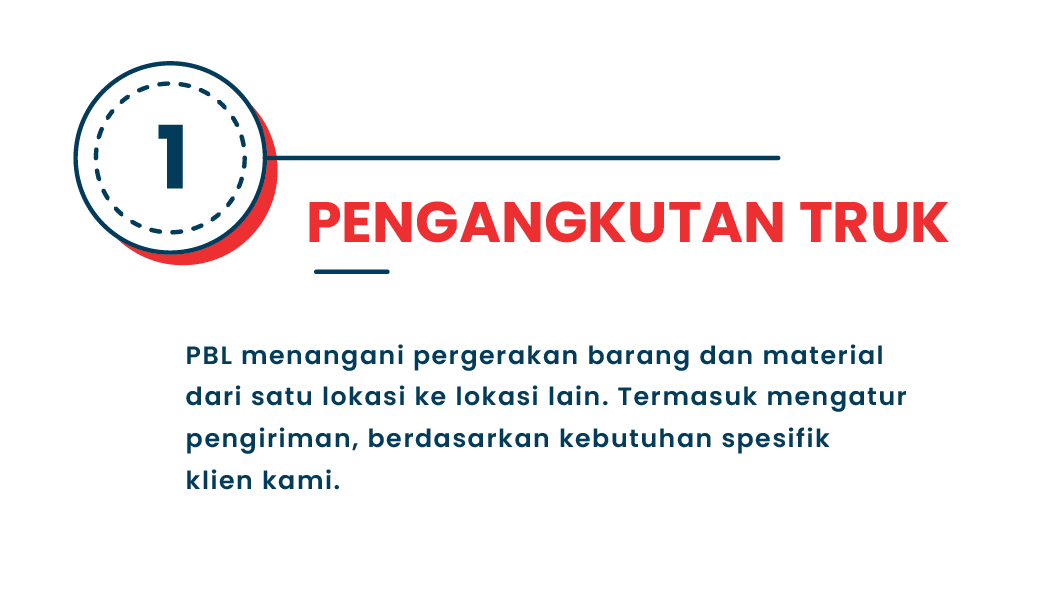 1
PENGANGKUTAN TRUK
PBL menangani pergerakan barang dan material
dari satu lokasi ke lokasi lain. Termasuk mengatur
pengiriman, berdasarkan kebutuhan spesifik
klien kami.